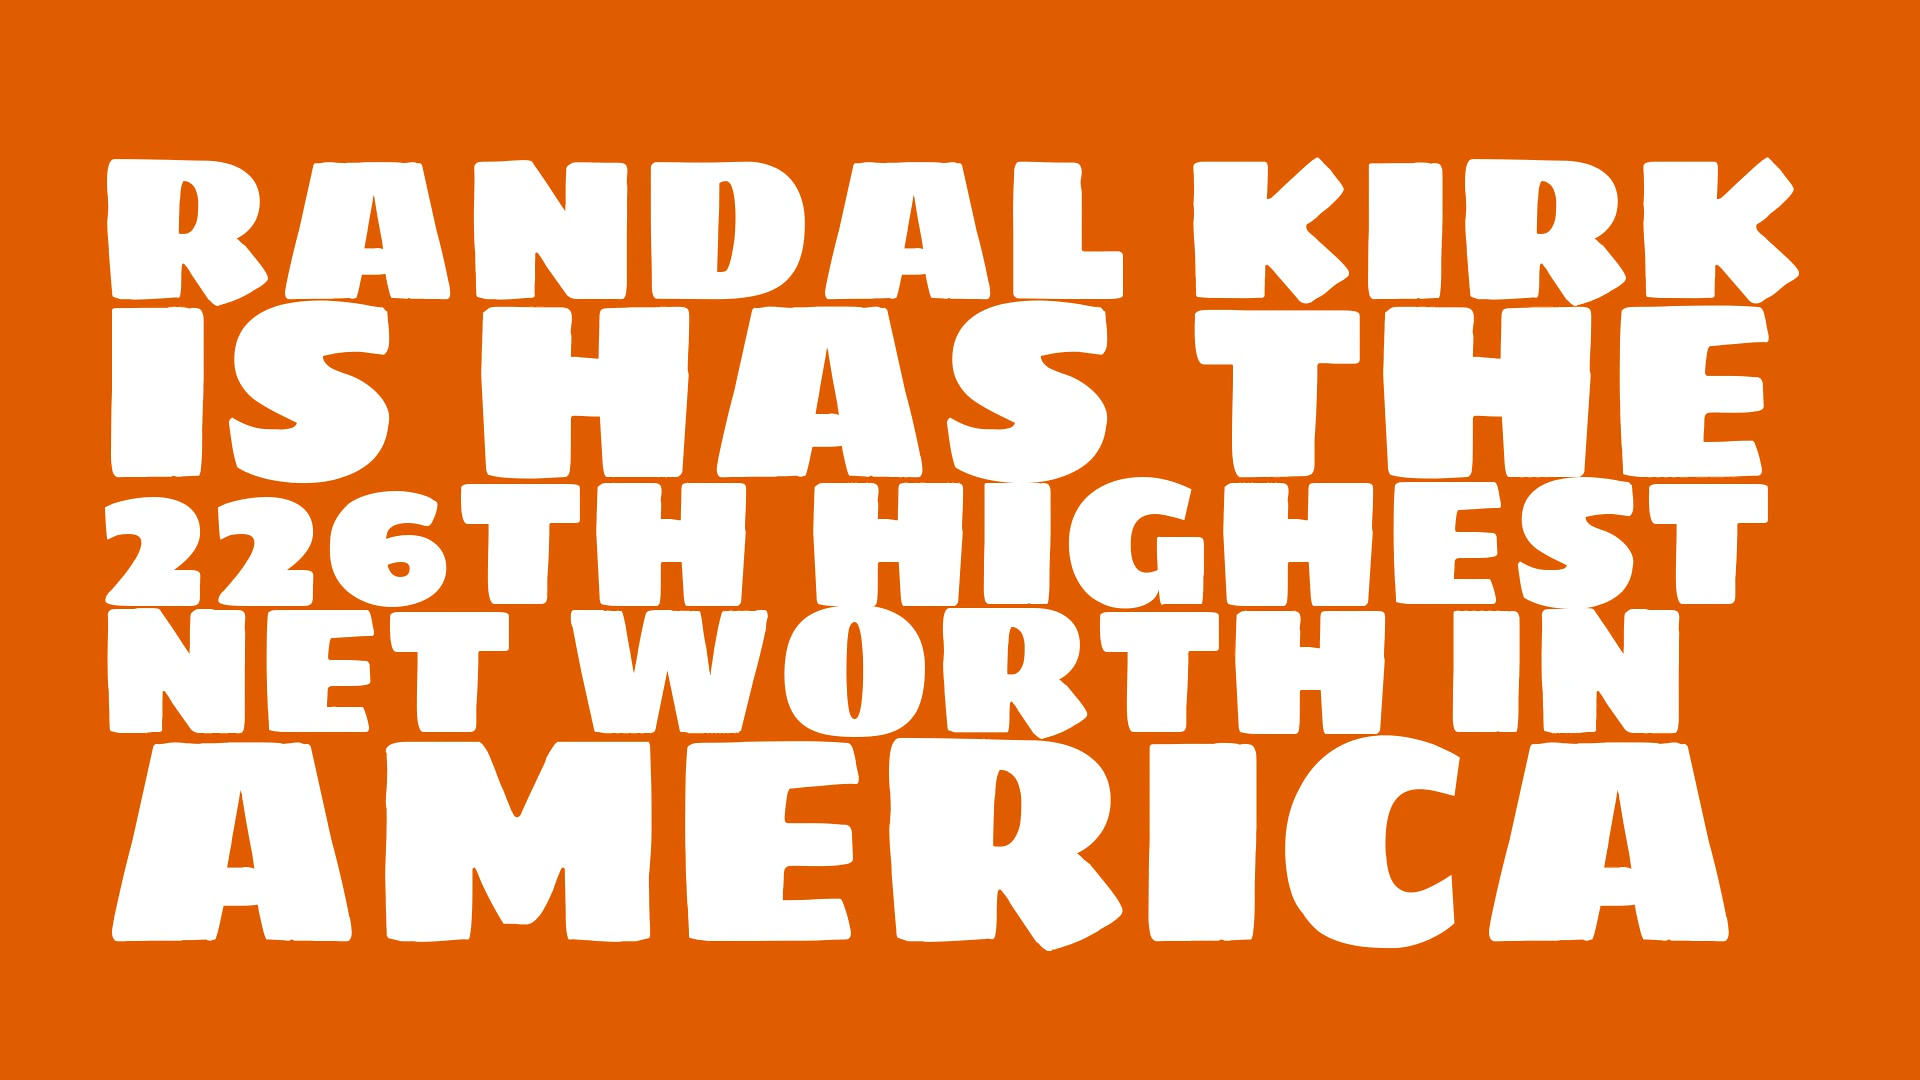 RANDAL KIRK
IS HAS THE
226TH HIGHEST
NET WORTH IN
AMERICA